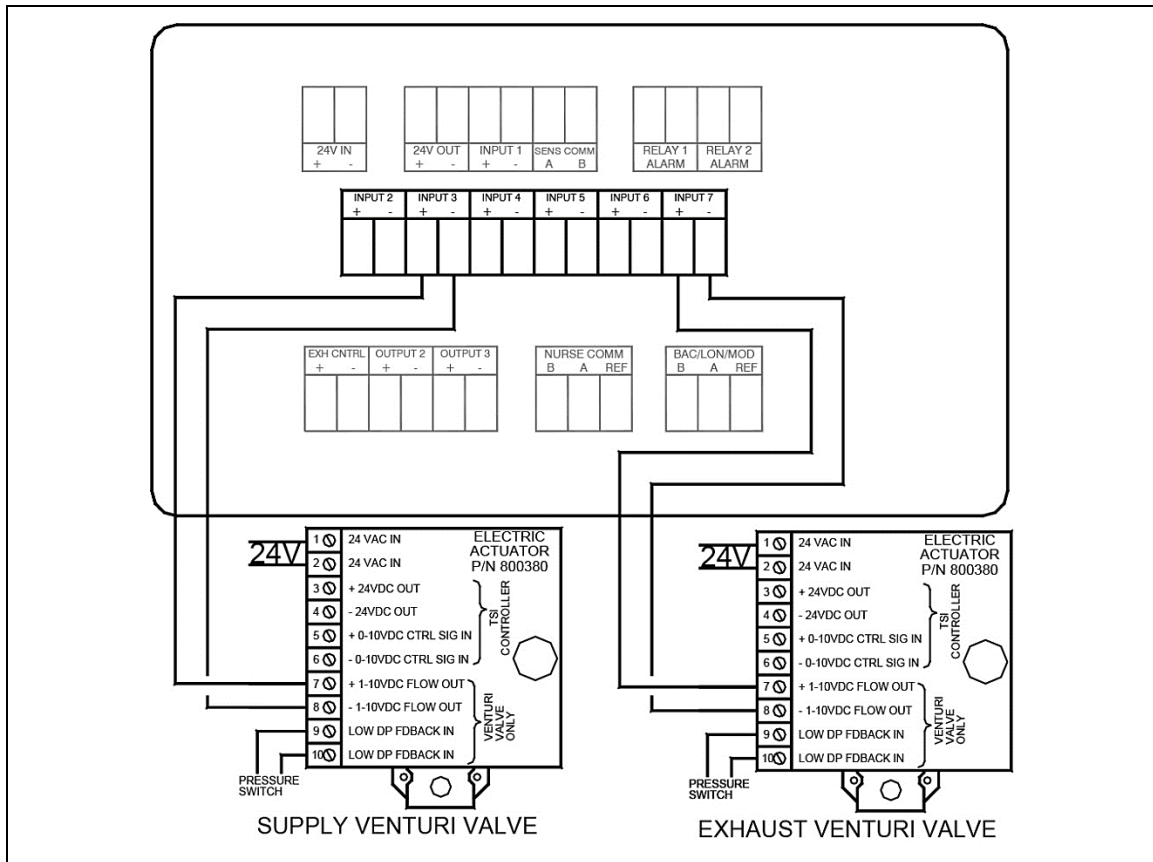 24V IN
+ -
24V OUT INPUT 1 SENS COMM
+ - + - A B
RELAY 1 RELAY 2
ALARM ALARM
INPUT 2 INPUT 3 INPUT 4 INPUT 5 INPUT 6 INPUT 7
+ - + - + - + - + - + -
EXH CNTRL OUTPUT 2 OUTPUT 3
+ - + - + -
NURSE COMM
B A REF
BAC/LON/MOD
B A REF
24V
1 24 VAC IN
2 24 VAC IN
3 + 24VDC OUT
4 - 24VDC OUT
5 + 0-10VDC CTRL SIG IN
6 - 0-10VDC CTRL SIG IN
7 + 1-10VDC FLOW OUT
8 - 1-10VDC FLOW OUT
9 LOW DP FDBACK IN
10 LOW DP FDBACK IN
ELECTRIC
ACTUATOR
P/N 800380
TSI
CONTROLLER
VENTURI
VALVE
ONLY
PRESSURE
SWITCH
SUPPLY VENTURI VALVE
24V
1 24 VAC IN
2 24 VAC IN
3 + 24VDC OUT
4 - 24VDC OUT
5 + 0-10VDC CTRL SIG IN
6 - 0-10VDC CTRL SIG IN
7 + 1-10VDC FLOW OUT
8 - 1-10VDC FLOW OUT
9 LOW DP FDBACK IN
10 LOW DP FDBACK IN
ELECTRIC
ACTUATOR
P/N 800380
TSI
CONTROLLER
VENTURI
VALVE
ONLY
PRESSURE
SWITCH
EXHAUST VENTURI VALVE